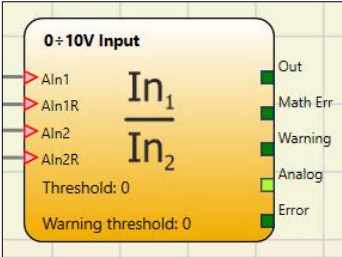 0÷10V Input
AIn1
AIn1R
AIn2
AIn2R
In₁
In₂
Threshold: 0
Warning threshold: 0
Out
Math Err
Warning
Analog
Error